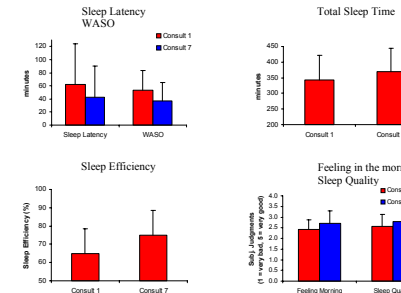 Sleep Latency
WASO
Consult 1
Consult 7
minutes
120
100
80
60
40
20
0
Sleep Latency WASO
Total Sleep Time
minutes
450
400
350
300
250
200
Consult 1 Consult
Sleep Efficiency
Sleep Efficiency (%)
100
90
80
70
60
50
Consult 1 Consult 7
Feeling in the
Sleep Quality
Subj. Judgments
(1 = very bad, 5 = very good)
4.0
3.5
3.0
2.5
2.0
1.5
1.0
0.5
0.0
Feeling Morning Sleep